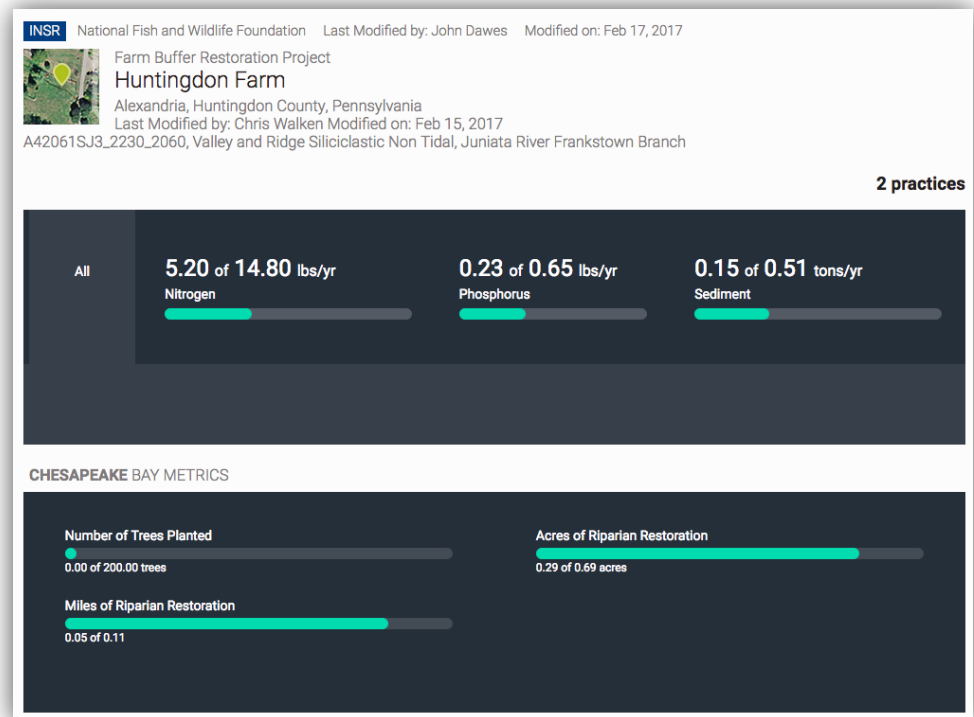 INSR National Fish and Wildlife Foundation Last Modified by: John Dawes Modified on: Feb 17, 2017
Farm Buffer Restoration Project
Huntingdon Farm
Alexandria, Huntingdon County, Pennsylvania
Last Modified by: Chris Walken Modified on: Feb 15, 2017
A42061SJ3_2230_2060, Valley and Ridge Siliciclastic Non Tidal, Juniata River Frankstown Branch
2 practices
All
5.20 of 14.80 lbs/yr
Nitrogen
0.23 of 0.65 lbs/yr
Phosphorus
0.15 of 0.51 tons/yr
Sediment
CHESAPEAKE BAY METRICS
Number of Trees Planted
0.00 of 200.00 trees
Acres of Riparian Restoration
0.29 of 0.69 acres
Miles of Riparian Restoration
0.05 of 0.11